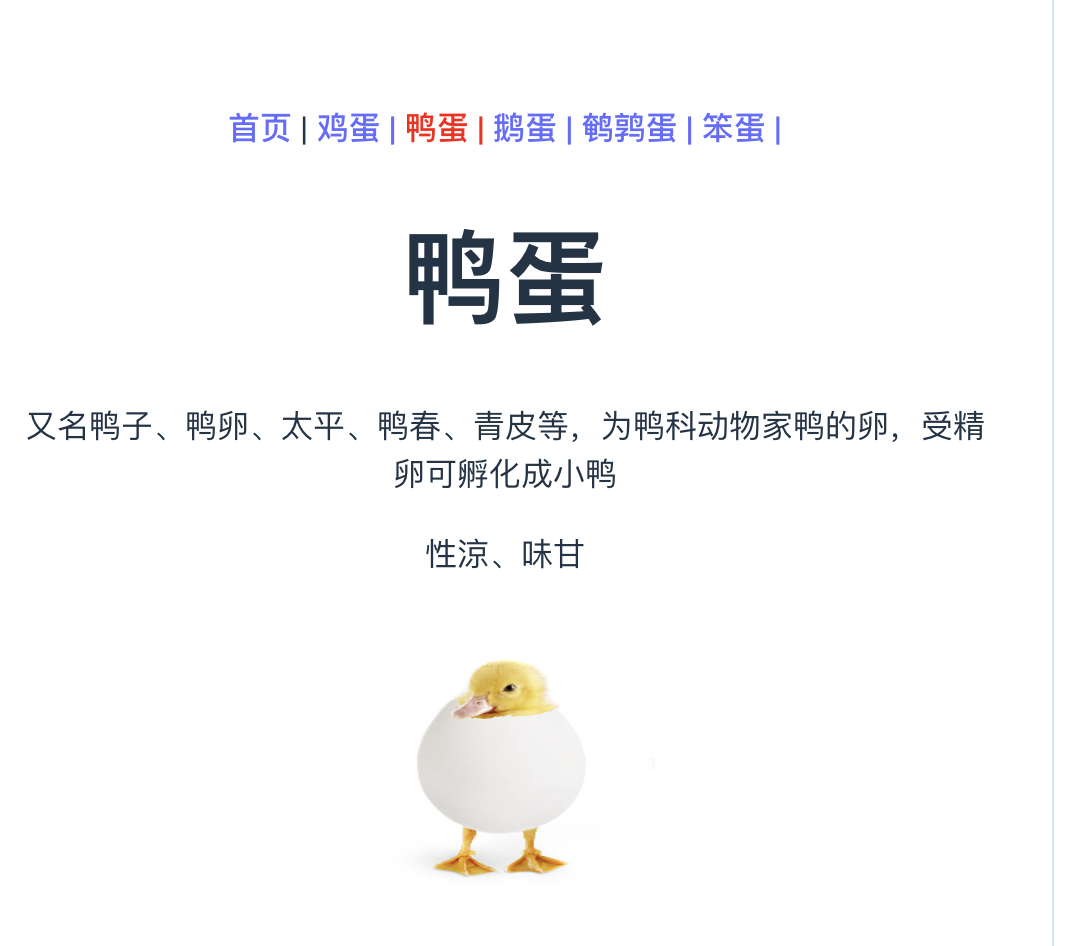 首页 | 鸡蛋 | 鸭蛋 | 鹅蛋 | 鹌鹑蛋 | 笨蛋 |
鸭蛋
又名鸭子、鸭卵、太平、鸭春、青皮等，为鸭科动物家鸭的卵，受精
卵可孵化成小鸭
性凉、味甘